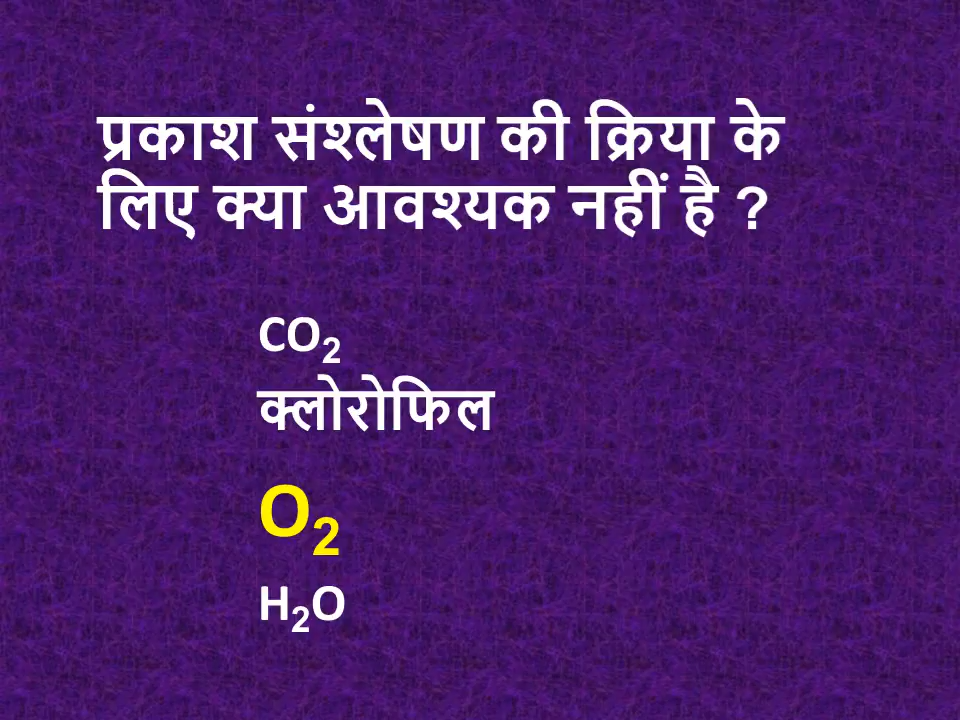 प्रकाश संश्लेषण की क्रिया के
लिए क्या आवश्यक नहीं है ?
CO₂
क्लोरोफिल
O₂
H₂O